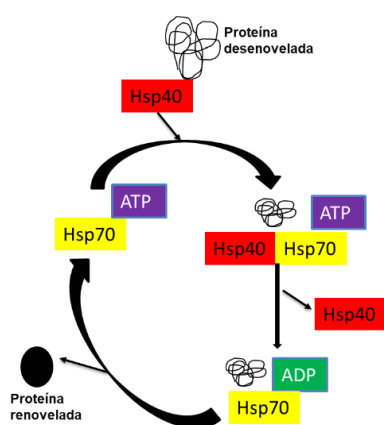 Proteína
desenovelada
Hsp40
ATP
Hsp70
ATP
Hsp40 Hsp70
Hsp40
ADP
Hsp70
Proteína
renovelada